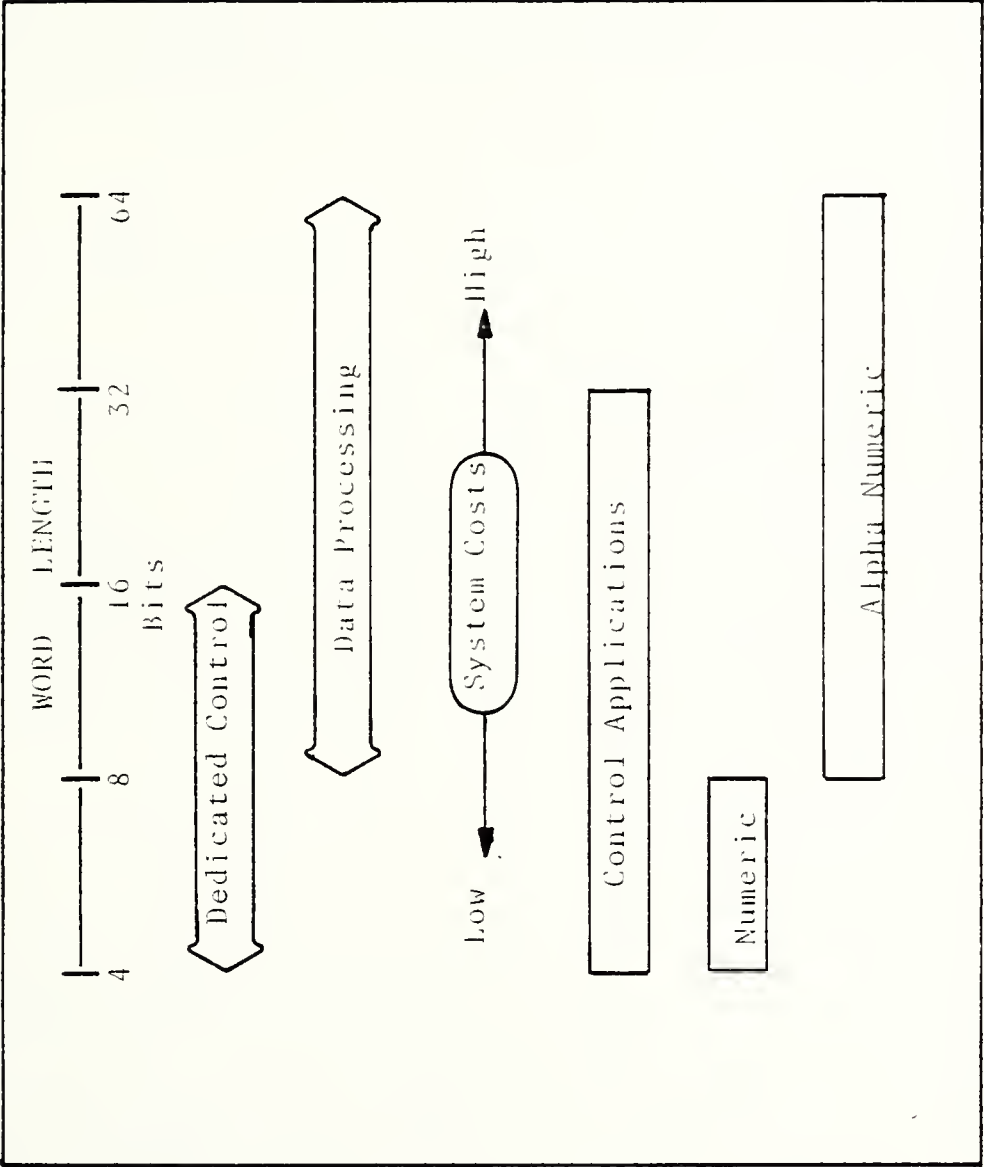 WORD LENGTH
4 8 16 32 64
Bits
Dedicated Control
Data Processing
Low System Costs High
Control Applications
Numeric
Alpha Numeric